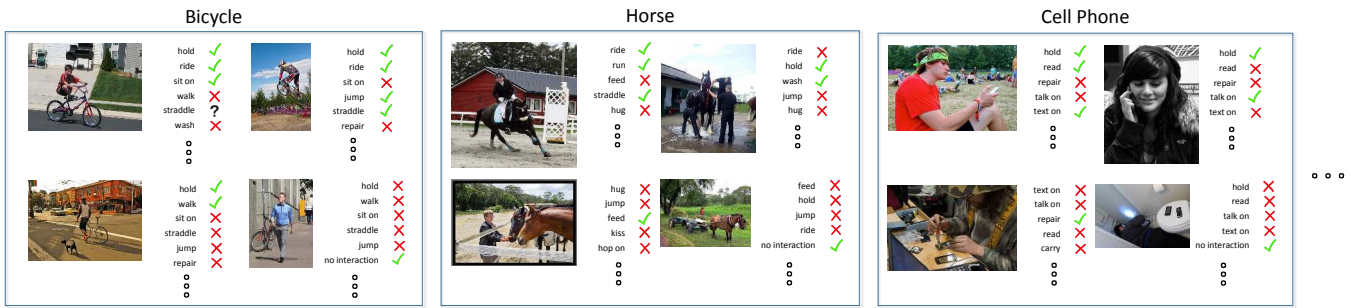 Bicycle
hold
ride
sit on
walk
straddle ?
wash
hold
ride
sit on
jump
straddle
repair
hold
walk
sit on
straddle
jump
repair
hold
walk
sit on
straddle
jump
no interaction
Horse
ride
run
feed
straddle
hug
ride
hold
wash
jump
hug
hug
jump
feed
kiss
hop on
feed
hold
jump
ride
no interaction
Cell Phone
hold
read
repair
talk on
text on
hold
read
repair
talk on
text on
text on
talk on
repair
read
carry
hold
read
talk on
text on
no interaction